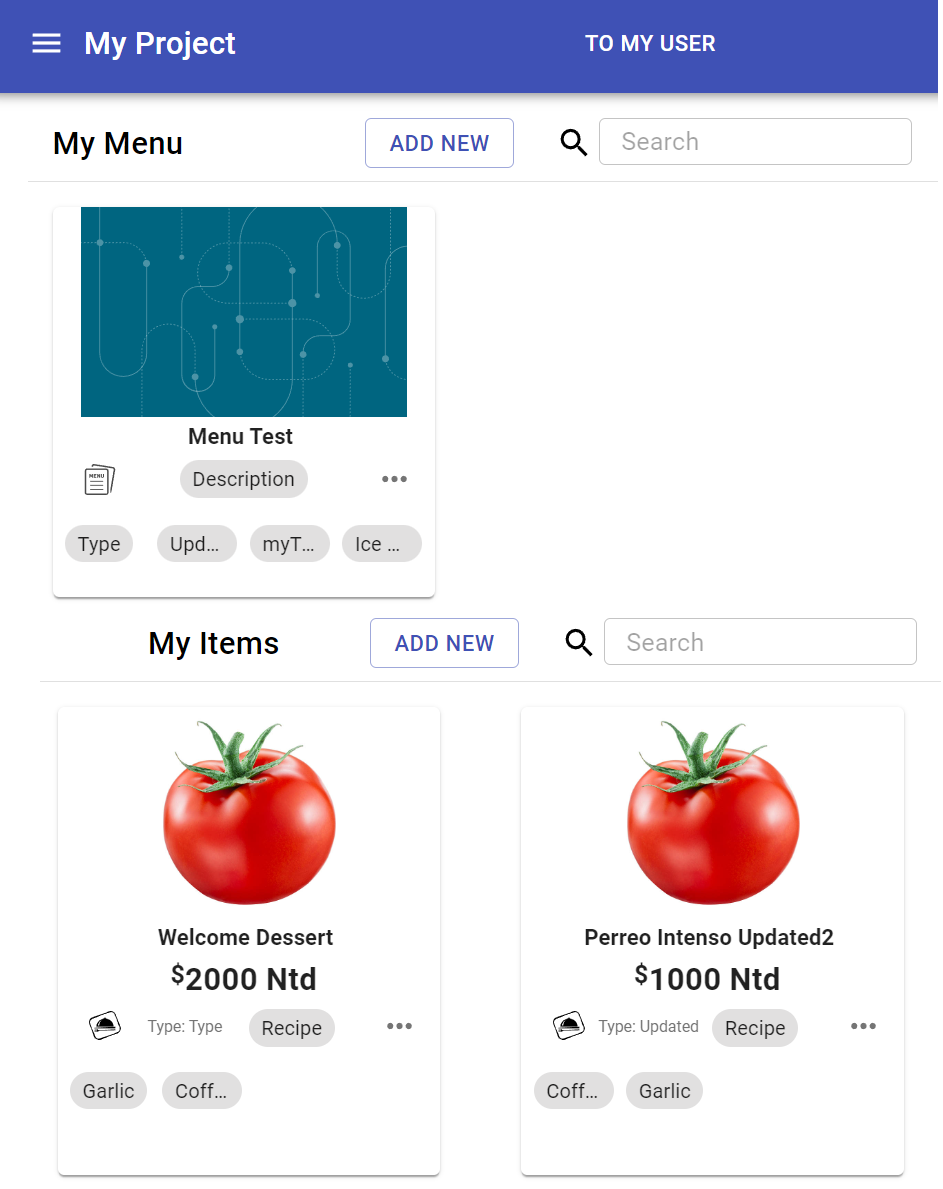 My Project
TO MY USER
My Menu
ADD NEW
Search
Menu Test
MENU
Description
Type
Upd...
myT...
Ice ...
My Items
ADD NEW
Search
Welcome Dessert
$2000 Ntd
Type: Type
Recipe
Garlic
Coff...
Perreo Intenso Updated2
$1000 Ntd
Type: Updated
Recipe
Coff...
Garlic